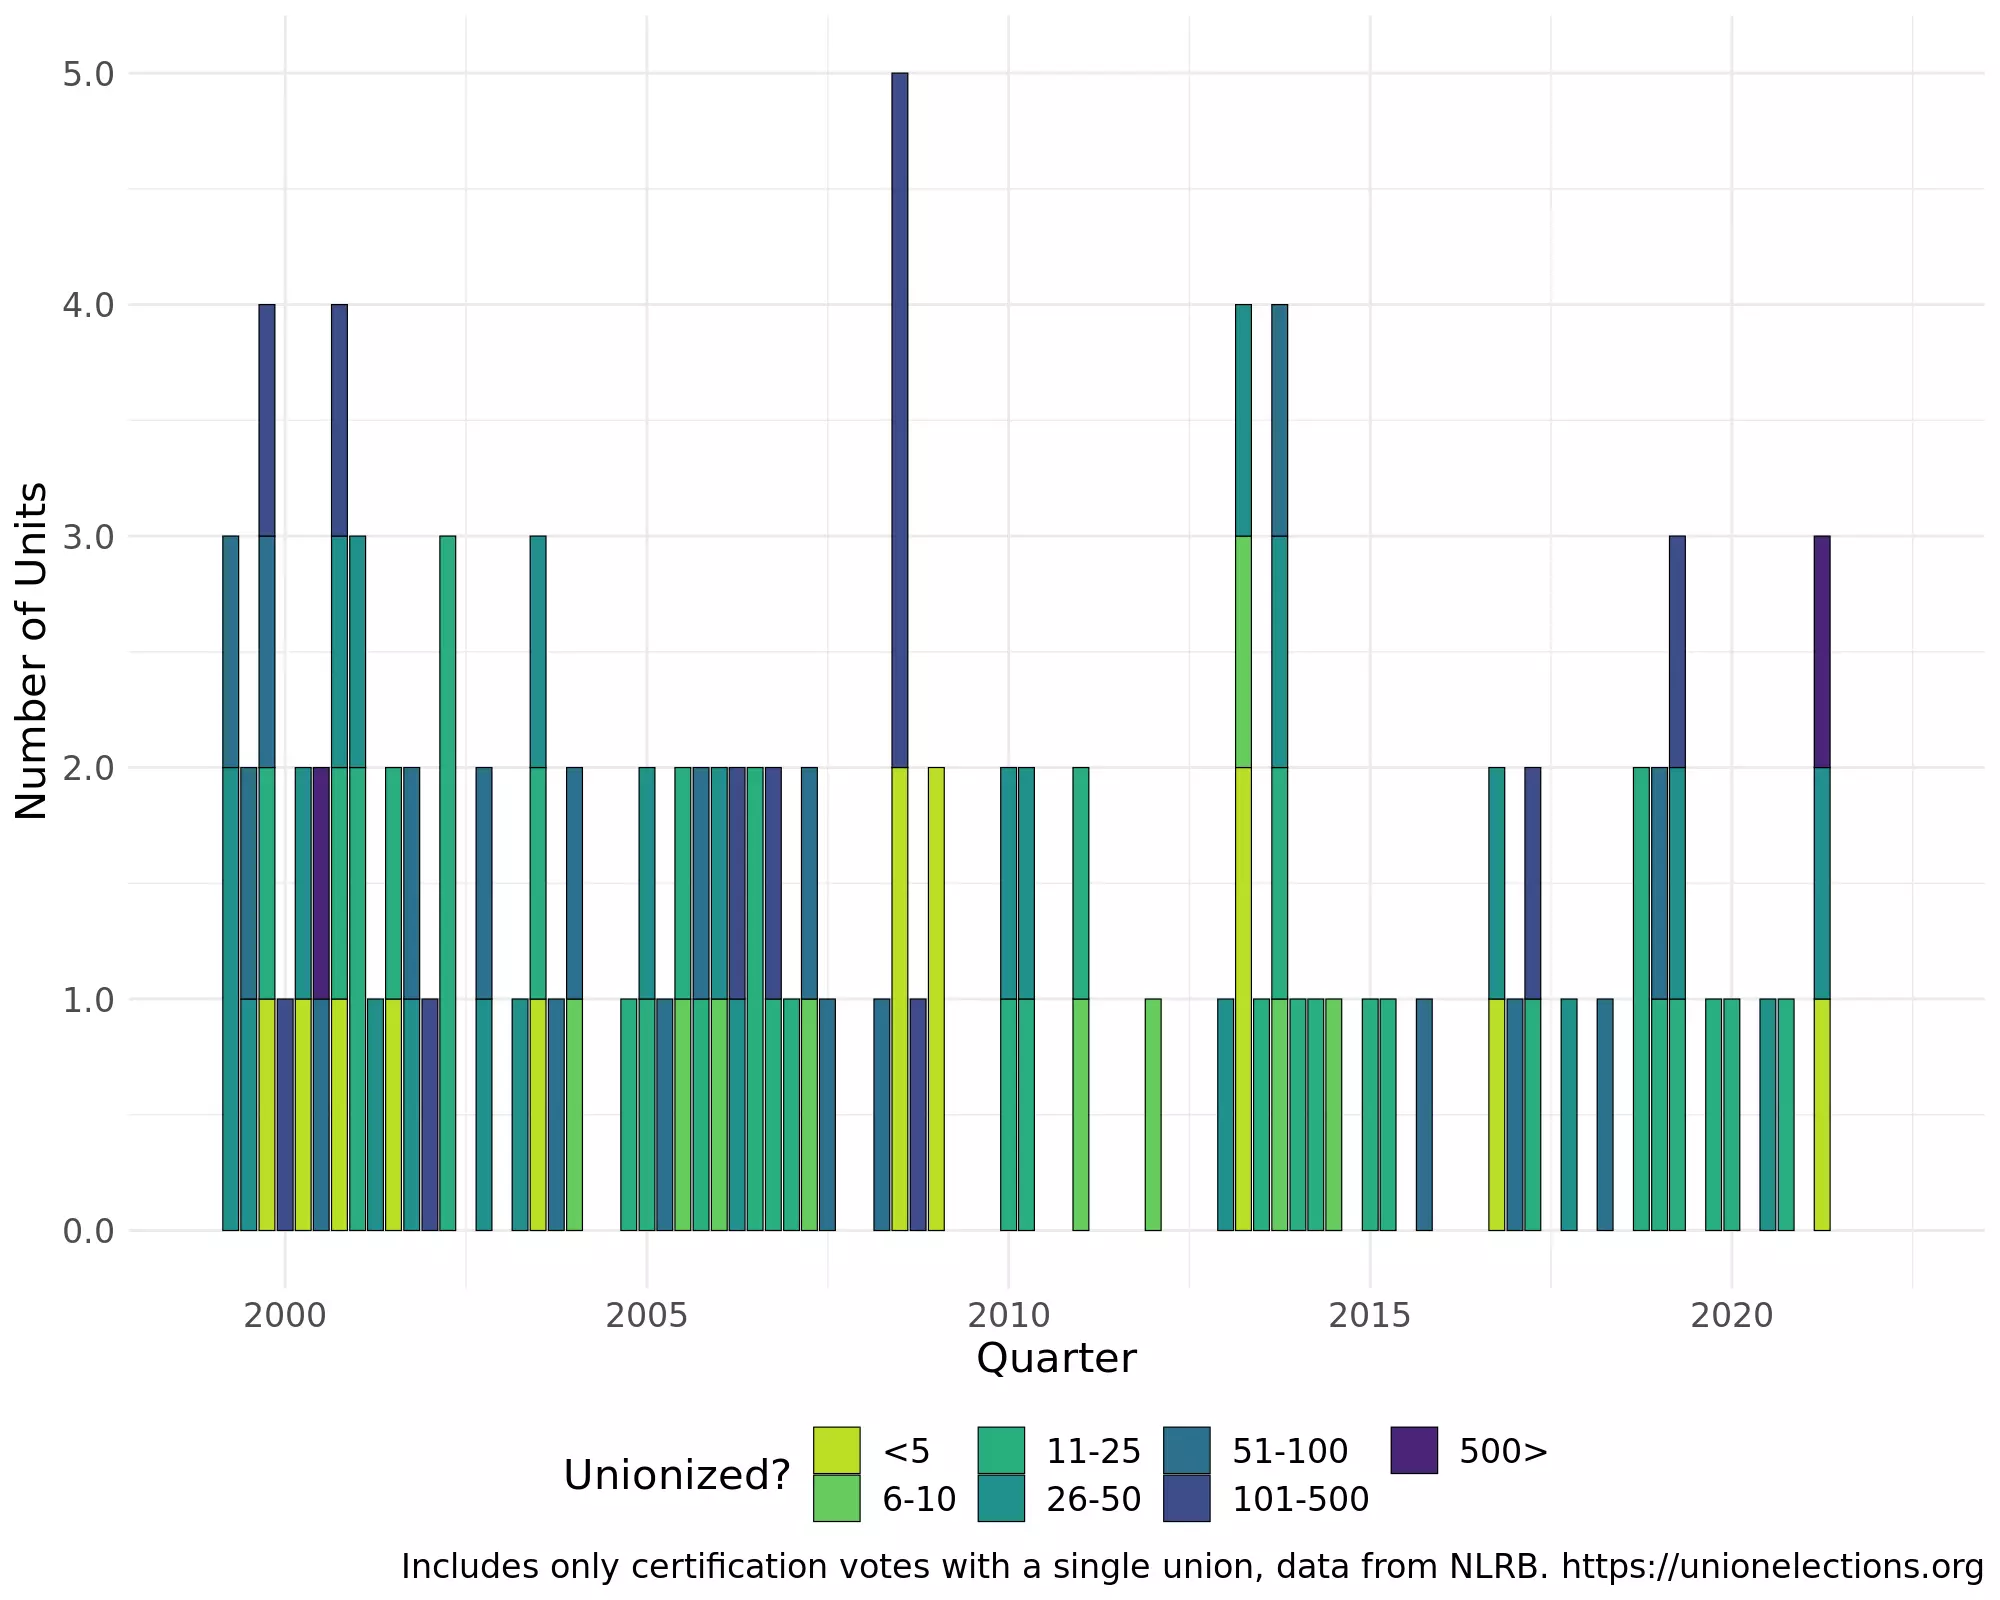 5.0
4.0
3.0
2.0
1.0
0.0
Number of Units
2000 2005 2010 2015 2020
Quarter
Unionized?
<5 11-25 51-100 500>
6-10 26-50 101-500
Includes only certification votes with a single union, data from NLRB. https://unionelections.org